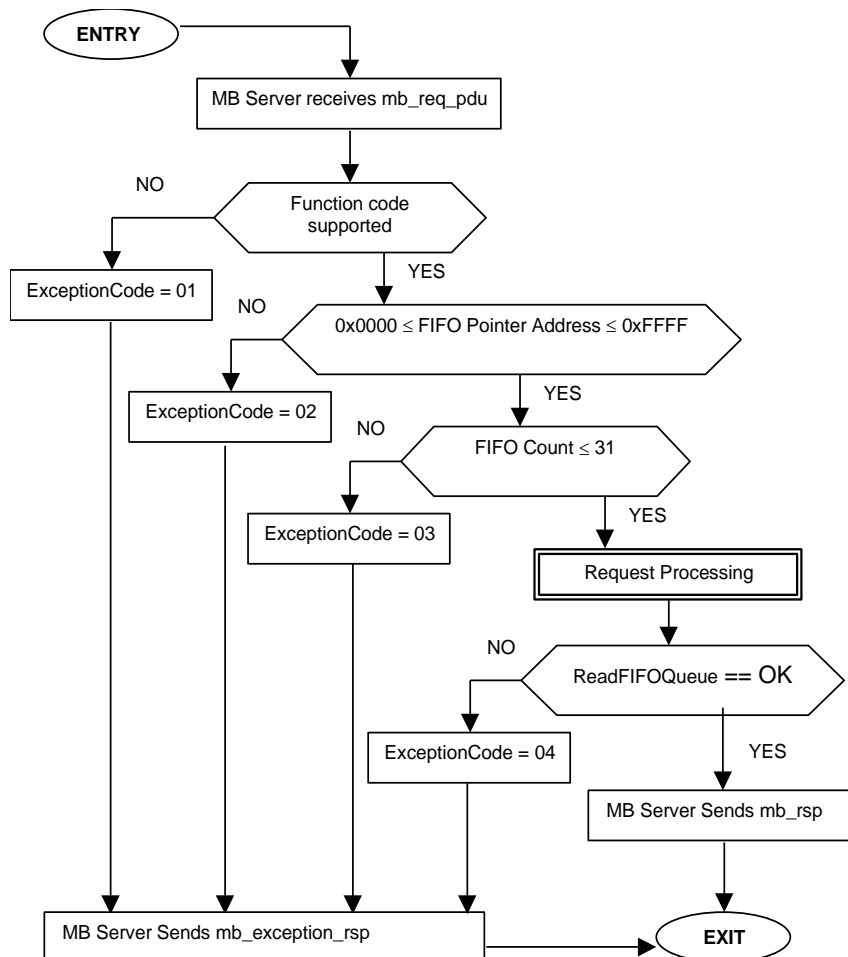 ENTRY
MB Server receives mb_req_pdu
NO
Function code
supported
YES
ExceptionCode = 01
NO
0x0000 ≤ FIFO Pointer Address ≤ 0xFFFF
YES
ExceptionCode = 02
NO
FIFO Count ≤ 31
YES
ExceptionCode = 03
Request Processing
NO
ReadFIFOQueue == OK
YES
ExceptionCode = 04
MB Server Sends mb_rsp
MB Server Sends mb_exception_rsp
EXIT